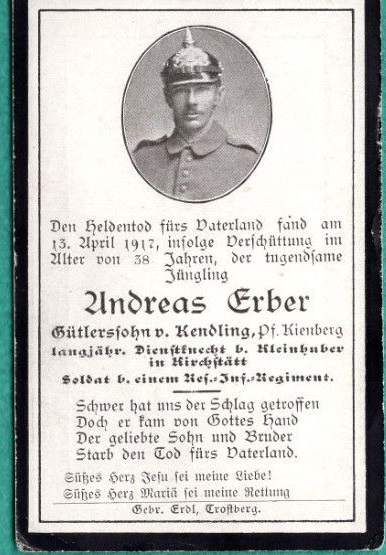 Den Heldentod fürs Vaterland fand am
13. April 1917, infolge Verschüttung im
Alter von 38 Jahren, der tugendsame
Jüngling
Andreas Erber
Gütlerssohn v. Kendling, Pf. Kienberg
langjähr. Dienstknecht b. Kleinhuber
in Kirchstätt
Soldat b. einem Res.-Inf.-Regiment.
Schwer hat uns der Schlag getroffen
Doch er kam von Gottes Hand
Der geliebte Sohn und Bruder
Starb den Tod fürs Vaterland.
Süßes Herz Jesu sei meine Liebe!
Süßes Herz Mariä sei meine Rettung
Gebr. Erdl, Trostberg.